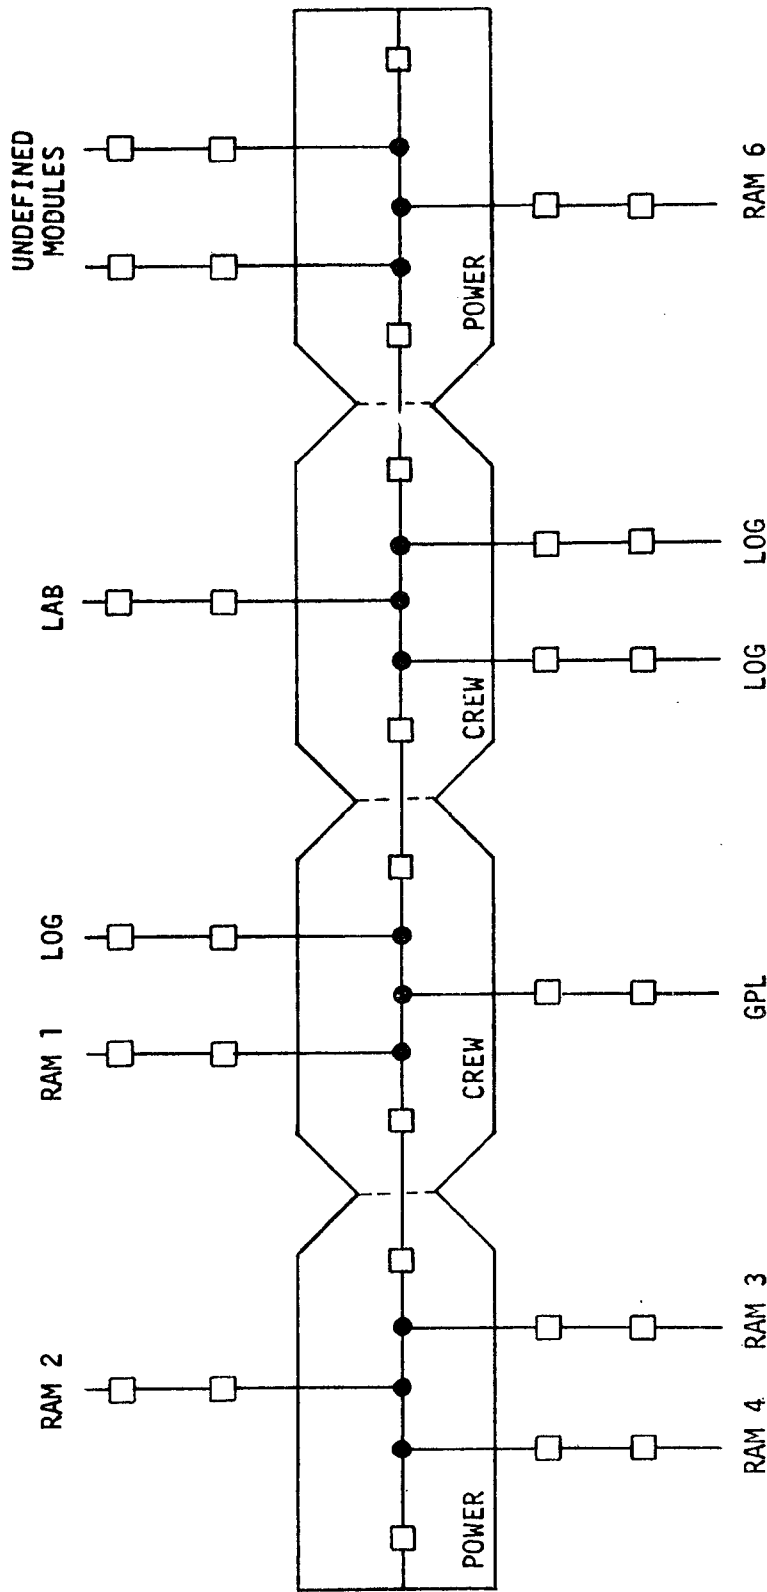 RAM 2
RAM 1
LOG
LAB
UNDEFINED
MODULES
POWER
CREW
CREW
POWER
RAM 4
RAM 3
GPL
LOG
LOG
RAM 6